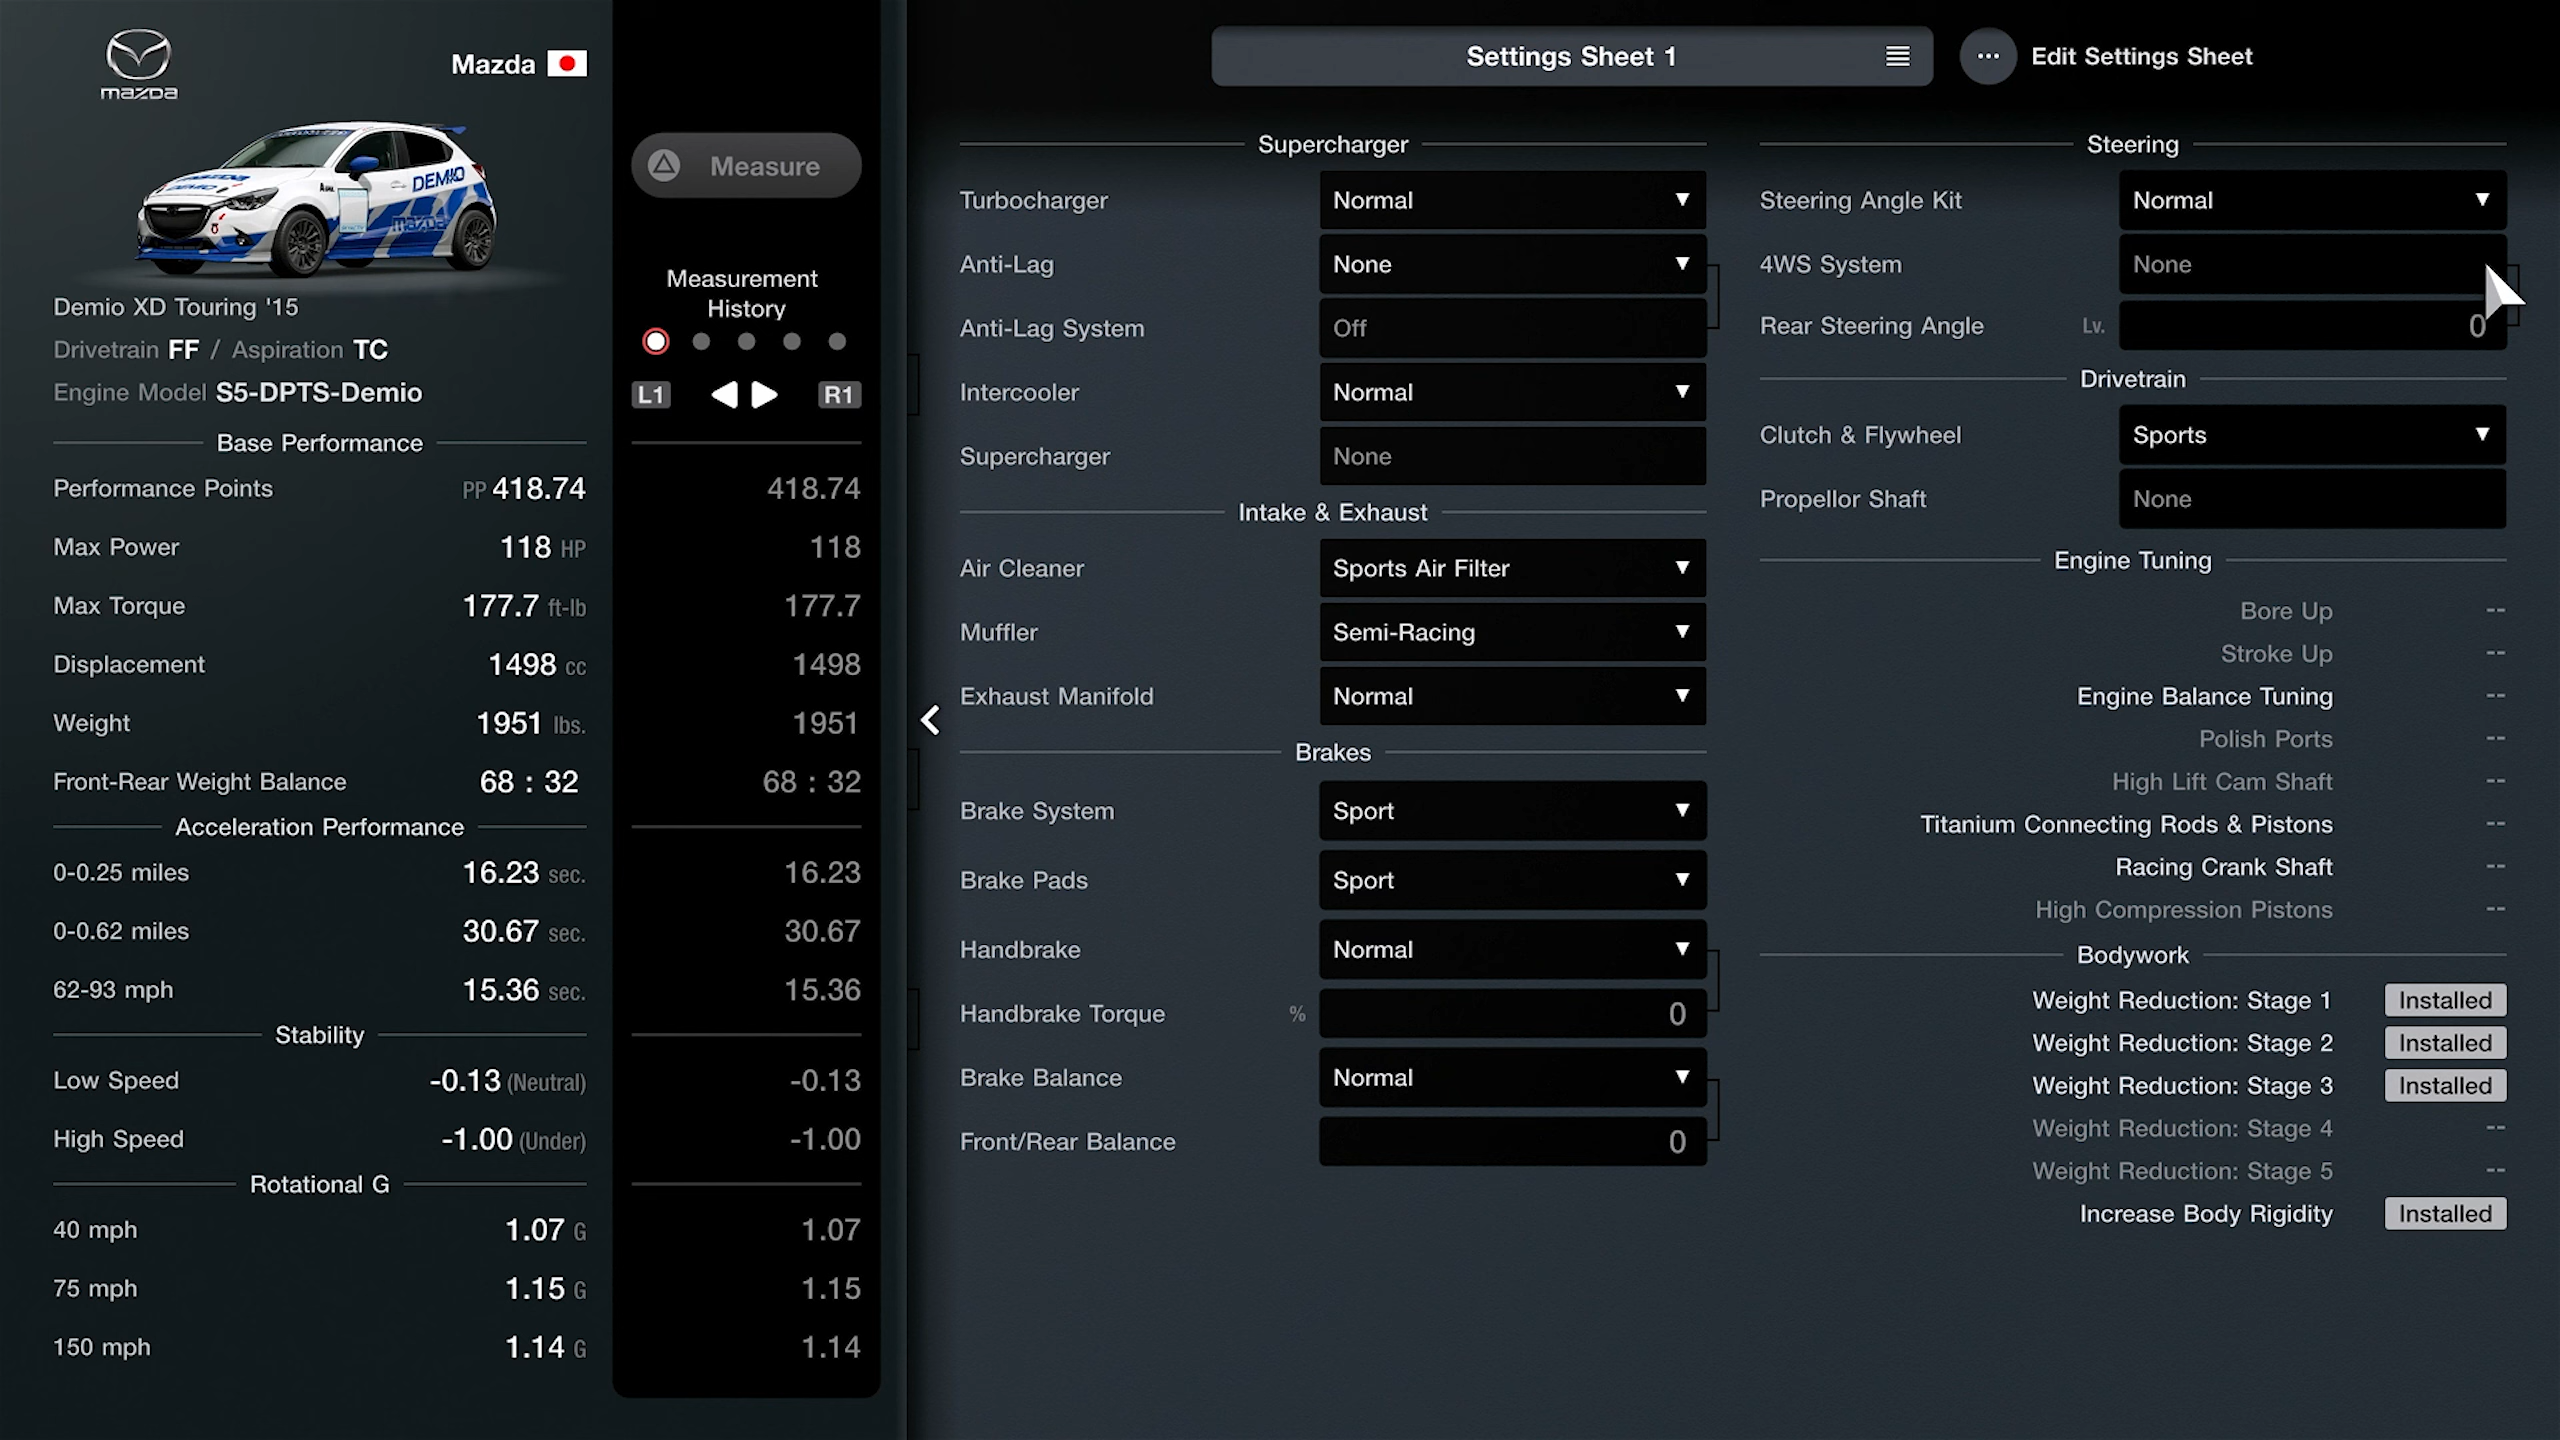 mazda
Mazda
DEMIO
mazda
Demio XD Touring '15
Drivetrain FF / Aspiration TC
Engine Model S5-DPTS-Demio
Base Performance
Performance Points PP 418.74
Max Power 118 HP
Max Torque 177.7 ft-lb
Displacement 1498 cc
Weight 1951 lbs.
Front-Rear Weight Balance 68 : 32
Acceleration Performance
0-0.25 miles 16.23 sec.
0-0.62 miles 30.67 sec.
62-93 mph 15.36 sec.
Stability
Low Speed -0.13 (Neutral)
High Speed -1.00 (Under)
Rotational G
40 mph 1.07 G
75 mph 1.15 G
150 mph 1.14 G
Measure
Measurement
History
L1 R1
418.74
118
177.7
1498
1951
68 : 32
16.23
30.67
15.36
-0.13
-1.00
1.07
1.15
1.14
Settings Sheet 1
Edit Settings Sheet
Supercharger
Turbocharger Normal
Anti-Lag None
Anti-Lag System Off
Intercooler Normal
Supercharger None
Intake & Exhaust
Air Cleaner Sports Air Filter
Muffler Semi-Racing
Exhaust Manifold Normal
Brakes
Brake System Sport
Brake Pads Sport
Handbrake Normal
Handbrake Torque % 0
Brake Balance Normal
Front/Rear Balance 0
Steering
Steering Angle Kit Normal
4WS System None
Rear Steering Angle Lv. 0
Drivetrain
Clutch & Flywheel Sports
Propellor Shaft None
Engine Tuning
Bore Up --
Stroke Up --
Engine Balance Tuning --
Polish Ports --
High Lift Cam Shaft --
Titanium Connecting Rods & Pistons --
Racing Crank Shaft --
High Compression Pistons --
Bodywork
Weight Reduction: Stage 1 Installed
Weight Reduction: Stage 2 Installed
Weight Reduction: Stage 3 Installed
Weight Reduction: Stage 4 --
Weight Reduction: Stage 5 --
Increase Body Rigidity Installed